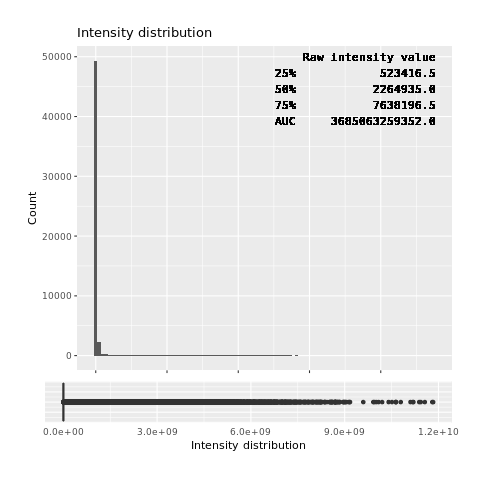 Intensity distribution
Raw intensity value
25% 523416.5
50% 2264935.0
75% 7638196.5
AUC 3685063259352.0
50000
40000
30000
20000
10000
0
Count
0.0e+00 3.0e+09 6.0e+09 9.0e+09 1.2e+10
Intensity distribution